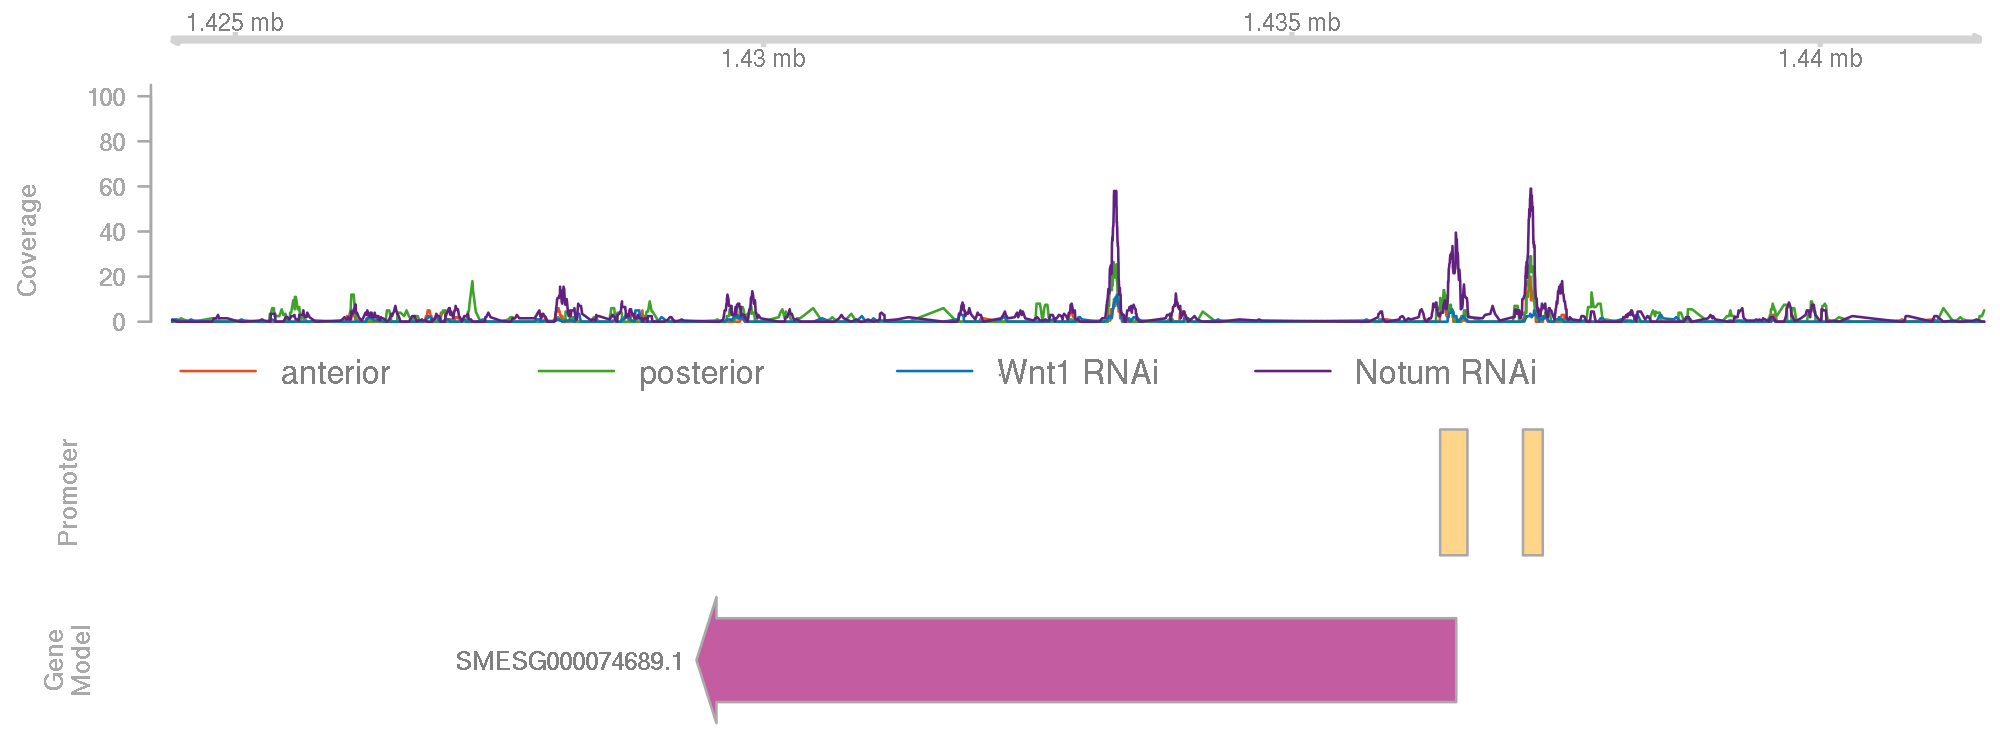 1.425 mb
1.435 mb
1.43 mb
1.44 mb
100
80
60
40
20
0
Coverage
anterior
posterior
Wnt1 RNAi
Notum RNAi
Promoter
Gene
Model
SMESG000074689.1